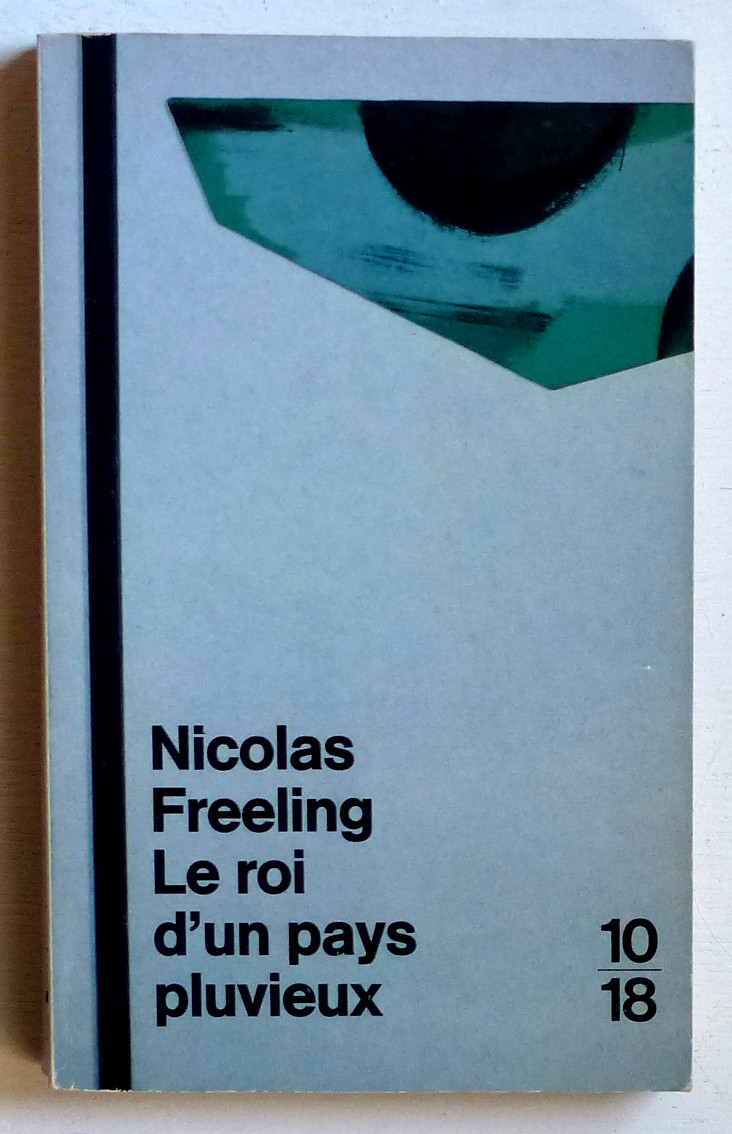 Nicolas
Freeling
Le roi
d'un pays
pluvieux
10
18